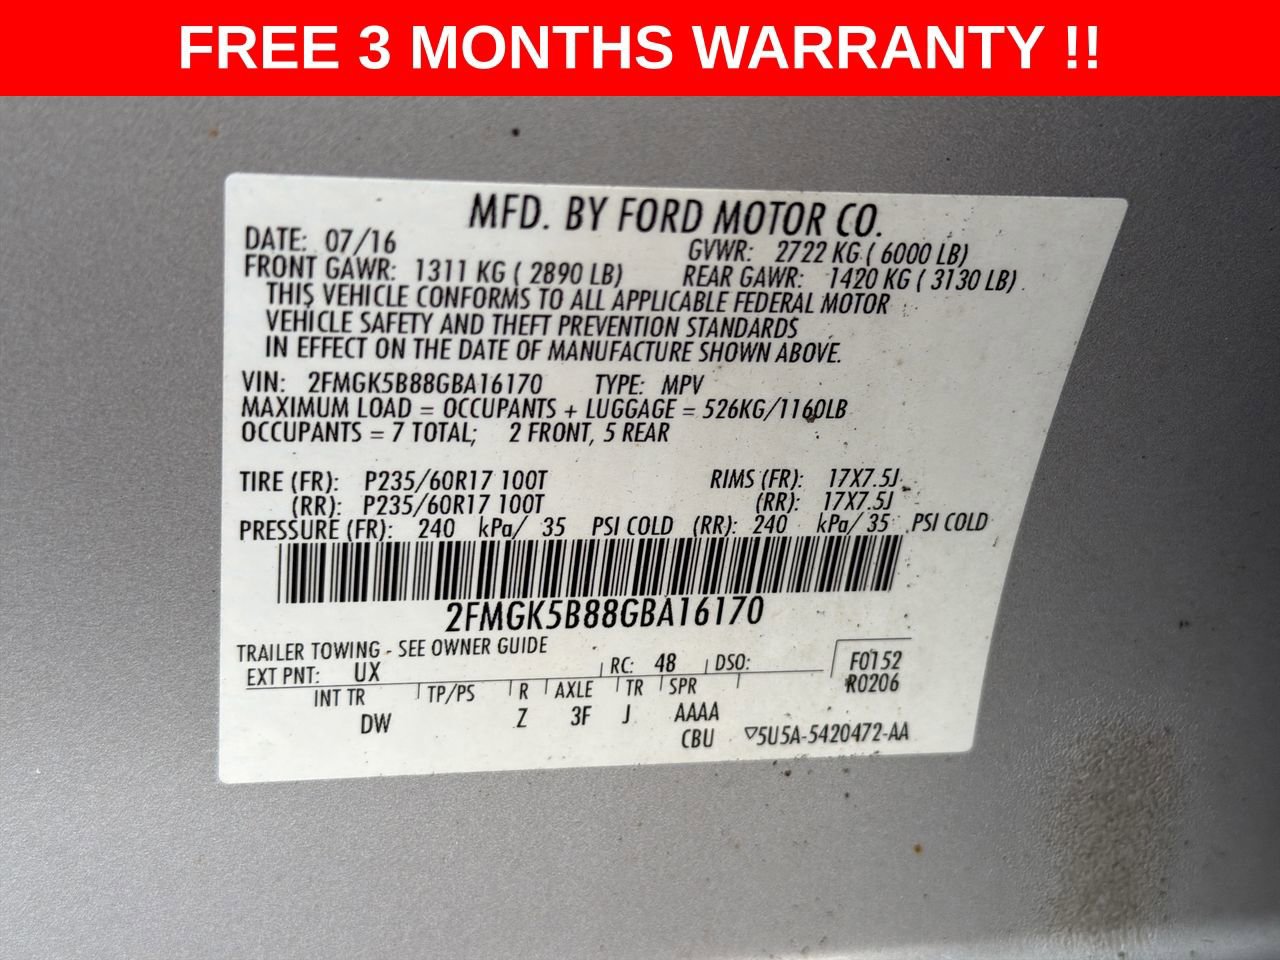 FREE 3 MONTHS WARRANTY !!
MFD. BY FORD MOTOR CO.
DATE: 07/16 GVWR: 2722 KG ( 6000 LB)
FRONT GAWR: 1311 KG ( 2890 LB) REAR GAWR: 1420 KG ( 3130 LB)
THIS VEHICLE CONFORMS TO ALL APPLICABLE FEDERAL MOTOR
VEHICLE SAFETY AND THEFT PREVENTION STANDARDS
IN EFFECT ON THE DATE OF MANUFACTURE SHOWN ABOVE.
VIN: 2FMGK5B88GBA16170 TYPE: MPV
MAXIMUM LOAD = OCCUPANTS + LUGGAGE = 526KG/1160LB
OCCUPANTS = 7 TOTAL; 2 FRONT, 5 REAR
TIRE (FR): P235/60R17 100T RIMS (FR): 17X7.5J
(RR): P235/60R17 100T (RR): 17X7.5J
PRESSURE (FR): 240 kPa/ 35 PSI COLD (RR): 240 kPa/ 35 PSI COLD
2FMGK5B88GBA16170
TRAILER TOWING - SEE OWNER GUIDE
EXT PNT: UX RC: 48 DSO: F0152
INT TR TP/PS R AXLE TR SPR R0206
DW Z 3F J AAAA
CBU ▽5U5A-5420472-AA